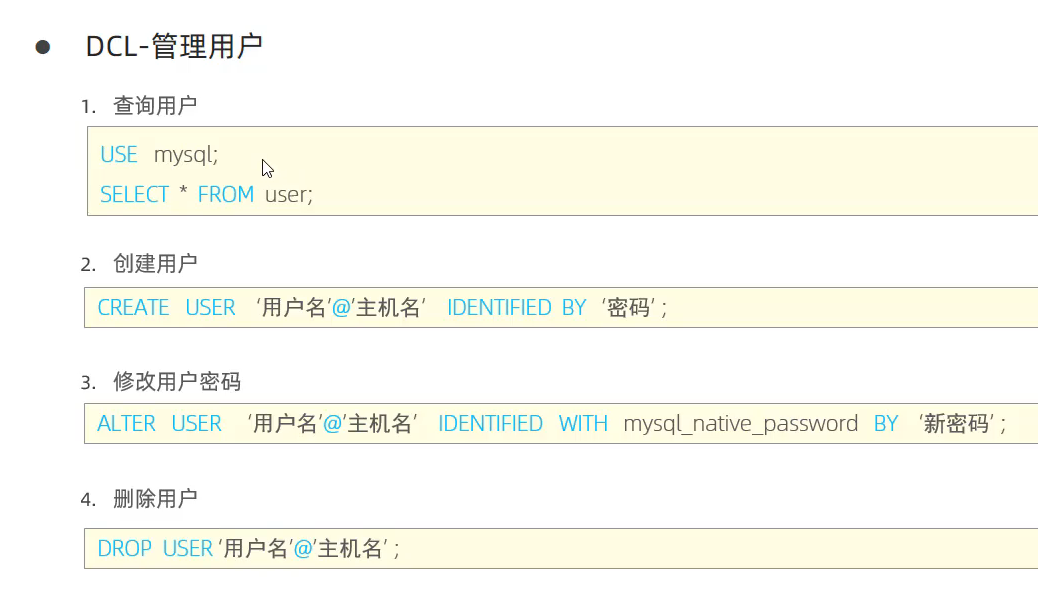 DCL-管理用户
1. 查询用户
USE mysql;
SELECT * FROM user;
2. 创建用户
CREATE USER ‘用户名’@’主机名’ IDENTIFIED BY ‘密码’ ;
3. 修改用户密码
ALTER USER ‘用户名’@’主机名’ IDENTIFIED WITH mysql_native_password BY ‘新密码’ ;
4. 删除用户
DROP USER ’用户名’@’主机名’ ;